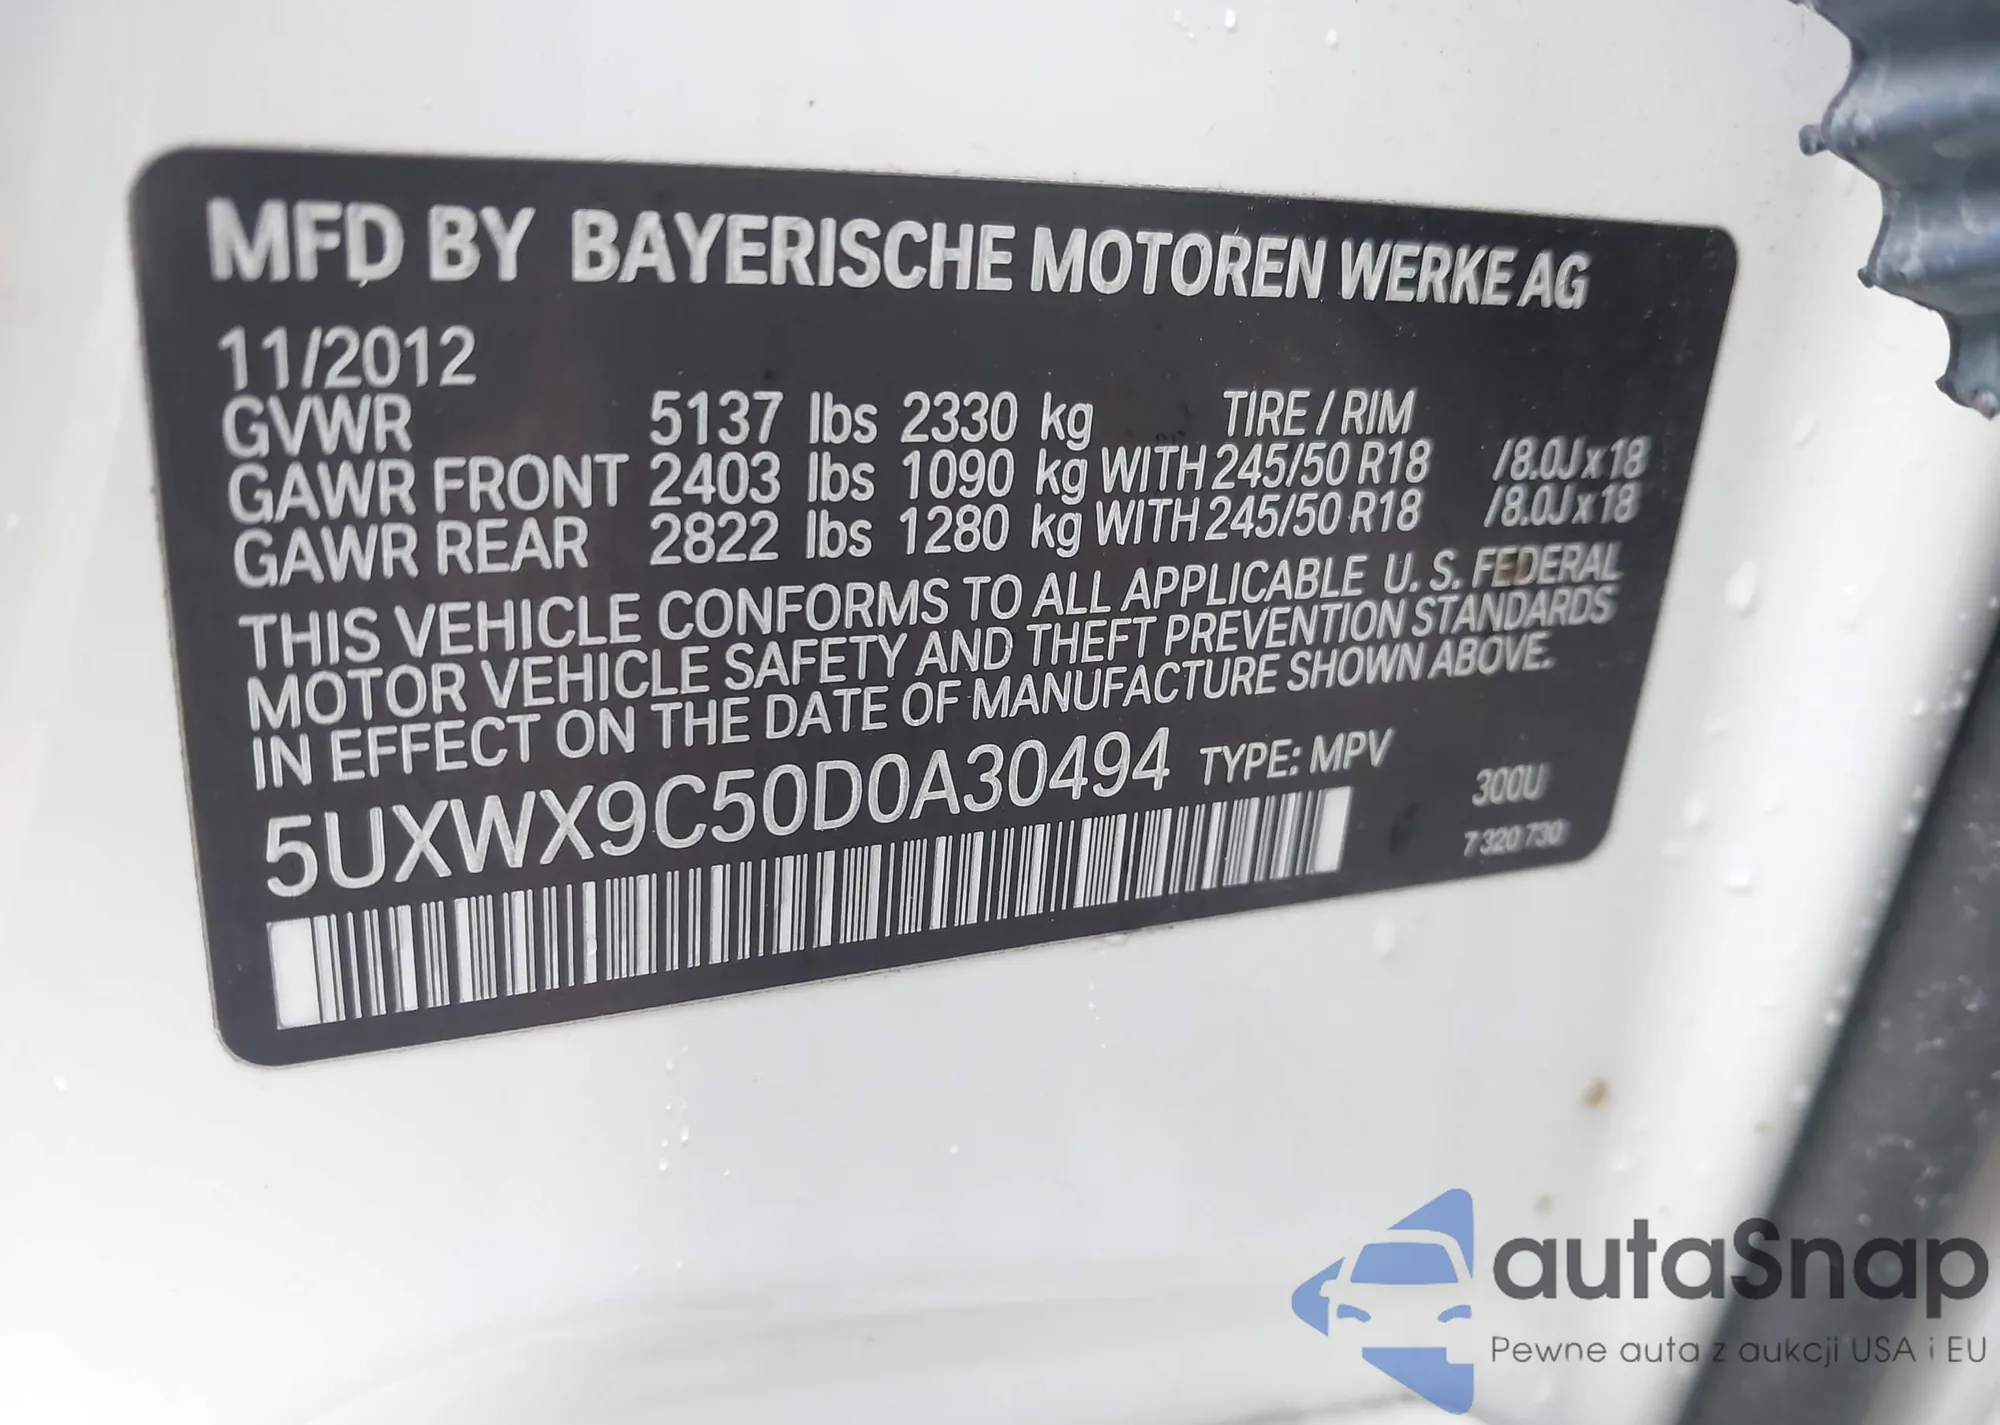 MFD BY BAYERISCHE MOTOREN WERKE AG
11/2012
GVWR 5137 lbs 2330 kg TIRE / RIM
GAWR FRONT 2403 lbs 1090 kg WITH 245/50 R18 /8.0J x 18
GAWR REAR 2822 lbs 1280 kg WITH 245/50 R18 /8.0J x 18
THIS VEHICLE CONFORMS TO ALL APPLICABLE U. S. FEDERAL
MOTOR VEHICLE SAFETY AND THEFT PREVENTION STANDARDS
IN EFFECT ON THE DATE OF MANUFACTURE SHOWN ABOVE.
5UXWX9C50D0A30494 TYPE: MPV
300U
7 320 730
autaSnap
Pewne auta z aukcji USA i EU